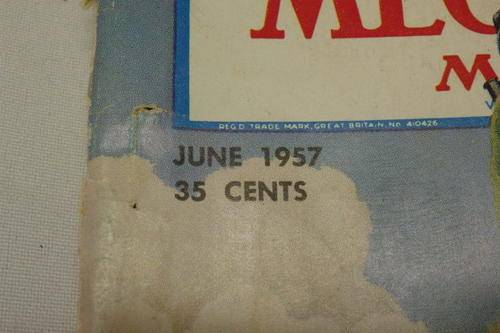 REG'D. TRADE MARK, GREAT BRITAIN, No. 410426
JUNE 1957
35 CENTS